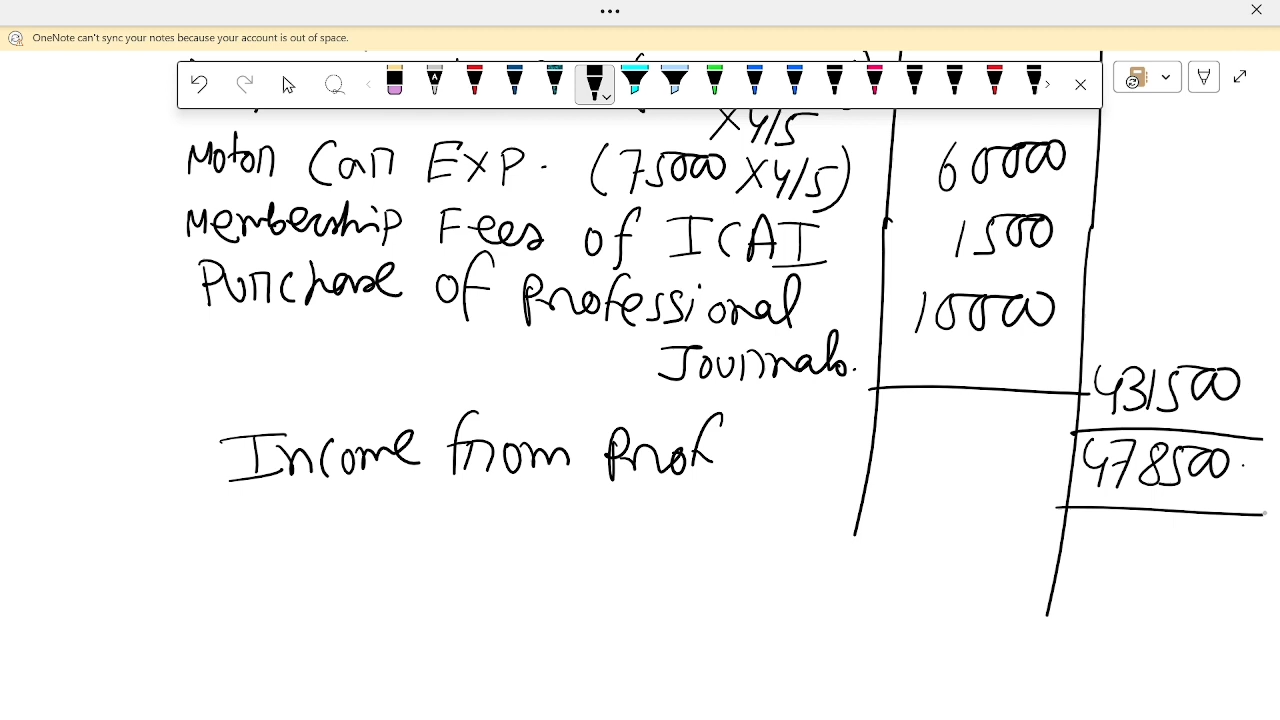 OneNote can't sync your notes because your account is out of space.
X4/5
Motor Car Exp. (75000 X4/5) 60000
Membership Fees of ICAI 1500
Purchase of Professional 10000
Journals.
431500
Income from Prof 478500